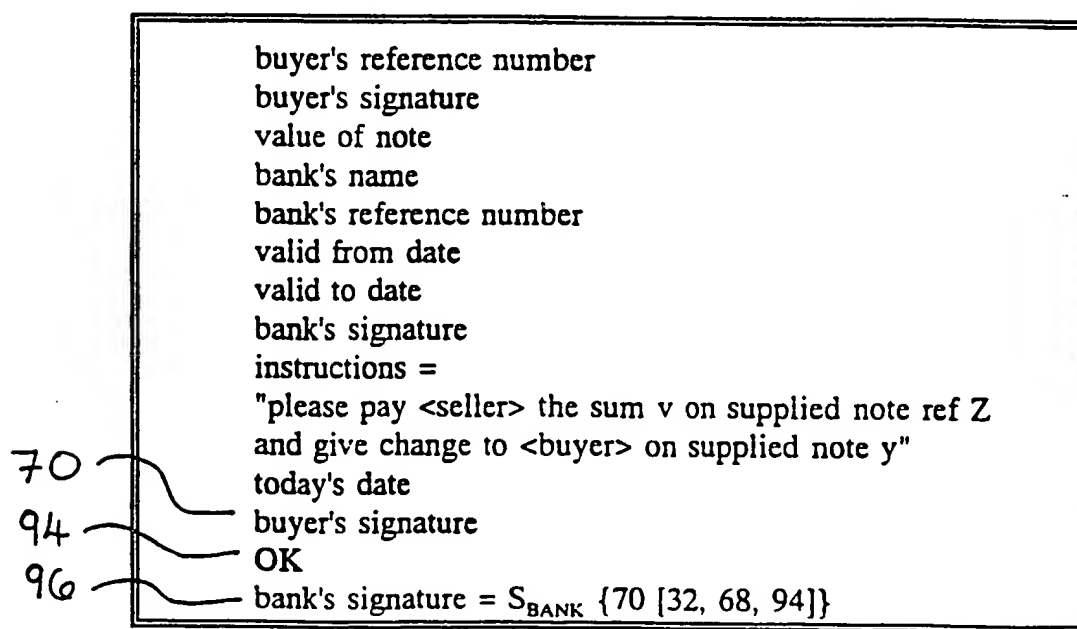 buyer's reference number
buyer's signature
value of note
bank's name
bank's reference number
valid from date
valid to date
bank's signature
instructions =
"please pay <seller> the sum v on supplied note ref Z
and give change to <buyer> on supplied note y"
today's date
70 buyer's signature
94 OK
96 bank's signature = S_BANK {70 [32, 68, 94]}